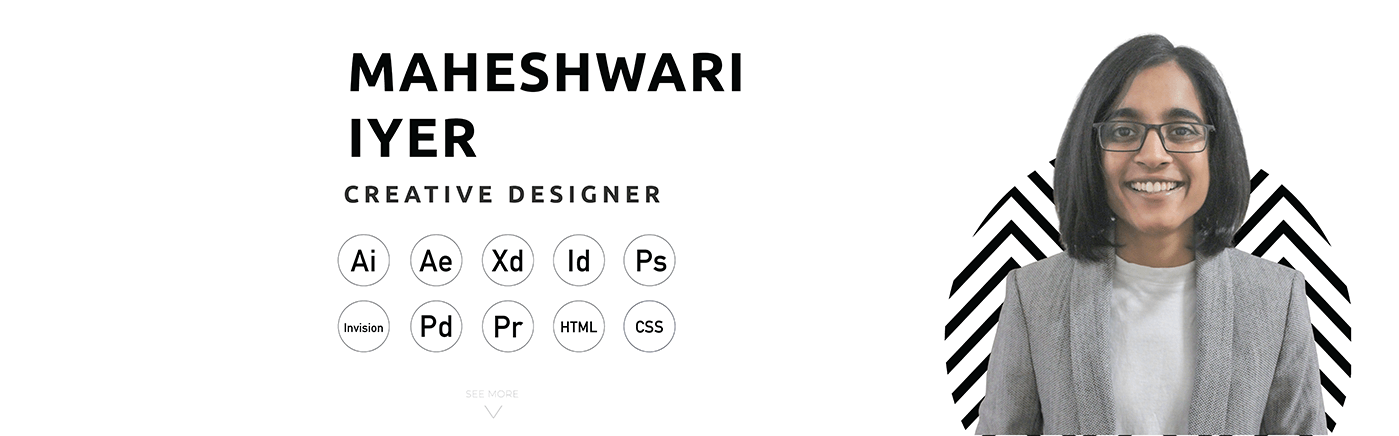 MAHESHWARI
IYER
CREATIVE DESIGNER
Ai Ae Xd Id Ps
Invision Pd Pr HTML CSS
SEE MORE